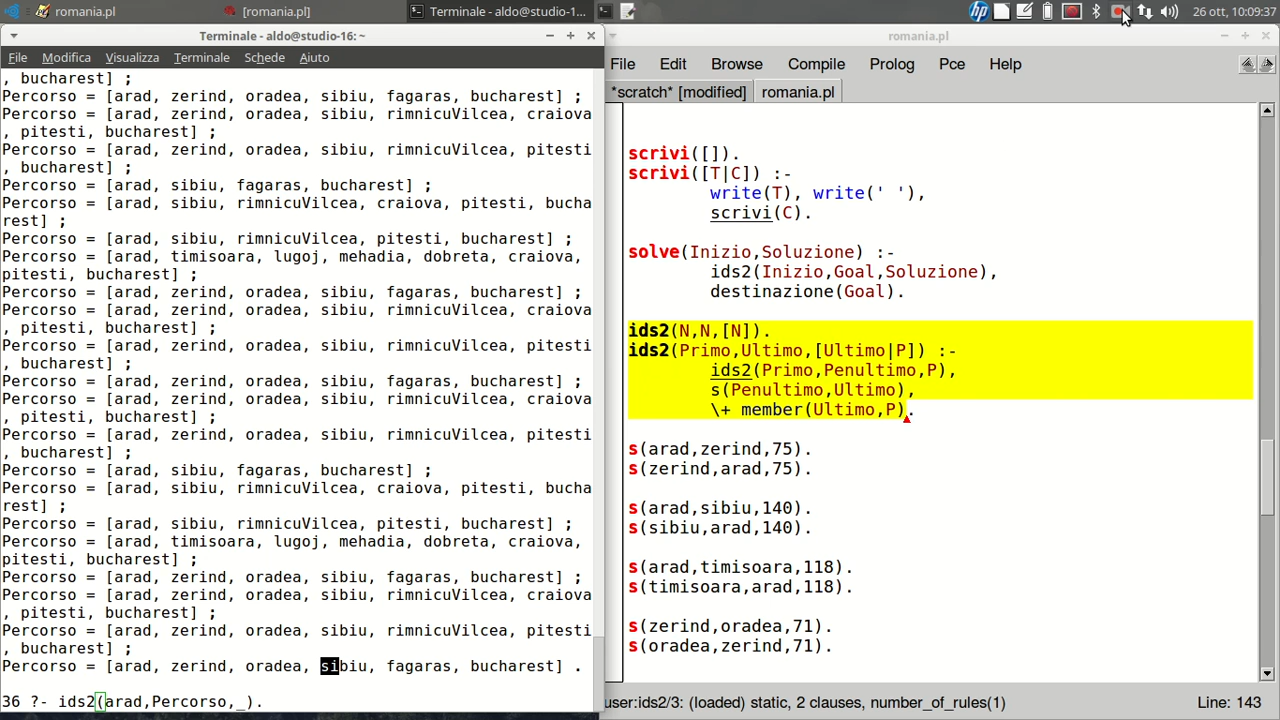 romania.pl
[romania.pl]
Terminale - aldo@studio-1...
26 ott, 10:09:37
Terminale - aldo@studio-16: ~
File Modifica Visualizza Terminale Schede Aiuto
, bucharest] ;
Percorso = [arad, zerind, oradea, sibiu, fagaras, bucharest] ;
Percorso = [arad, zerind, oradea, sibiu, rimnicuVilcea, craiova
, pitesti, bucharest] ;
Percorso = [arad, zerind, oradea, sibiu, rimnicuVilcea, pitesti
, bucharest] ;
Percorso = [arad, sibiu, fagaras, bucharest] ;
Percorso = [arad, sibiu, rimnicuVilcea, craiova, pitesti, bucha
rest] ;
Percorso = [arad, sibiu, rimnicuVilcea, pitesti, bucharest] ;
Percorso = [arad, timisoara, lugoj, mehadia, dobreta, craiova,
pitesti, bucharest] ;
Percorso = [arad, zerind, oradea, sibiu, fagaras, bucharest] ;
Percorso = [arad, zerind, oradea, sibiu, rimnicuVilcea, craiova
, pitesti, bucharest] ;
Percorso = [arad, zerind, oradea, sibiu, rimnicuVilcea, pitesti
, bucharest] ;
Percorso = [arad, zerind, oradea, sibiu, fagaras, bucharest] ;
Percorso = [arad, zerind, oradea, sibiu, rimnicuVilcea, craiova
, pitesti, bucharest] ;
Percorso = [arad, zerind, oradea, sibiu, rimnicuVilcea, pitesti
, bucharest] ;
Percorso = [arad, sibiu, fagaras, bucharest] ;
Percorso = [arad, sibiu, rimnicuVilcea, craiova, pitesti, bucha
rest] ;
Percorso = [arad, sibiu, rimnicuVilcea, pitesti, bucharest] ;
Percorso = [arad, timisoara, lugoj, mehadia, dobreta, craiova,
pitesti, bucharest] ;
Percorso = [arad, zerind, oradea, sibiu, fagaras, bucharest] ;
Percorso = [arad, zerind, oradea, sibiu, rimnicuVilcea, craiova
, pitesti, bucharest] ;
Percorso = [arad, zerind, oradea, sibiu, rimnicuVilcea, pitesti
, bucharest] ;
Percorso = [arad, zerind, oradea, sibiu, fagaras, bucharest] .
36 ?- ids2(arad,Percorso,_).
romania.pl
File Edit Browse Compile Prolog Pce Help
*scratch* [modified] romania.pl
scrivi([]).
scrivi([T|C]) :-
write(T), write(' '),
scrivi(C).
solve(Inizio,Soluzione) :-
ids2(Inizio,Goal,Soluzione),
destinazione(Goal).
ids2(N,N,[N]).
ids2(Primo,Ultimo,[Ultimo|P]) :-
ids2(Primo,Penultimo,P),
s(Penultimo,Ultimo),
\+ member(Ultimo,P).
s(arad,zerind,75).
s(zerind,arad,75).
s(arad,sibiu,140).
s(sibiu,arad,140).
s(arad,timisoara,118).
s(timisoara,arad,118).
s(zerind,oradea,71).
s(oradea,zerind,71).
user:ids2/3: (loaded) static, 2 clauses, number_of_rules(1)
Line: 143